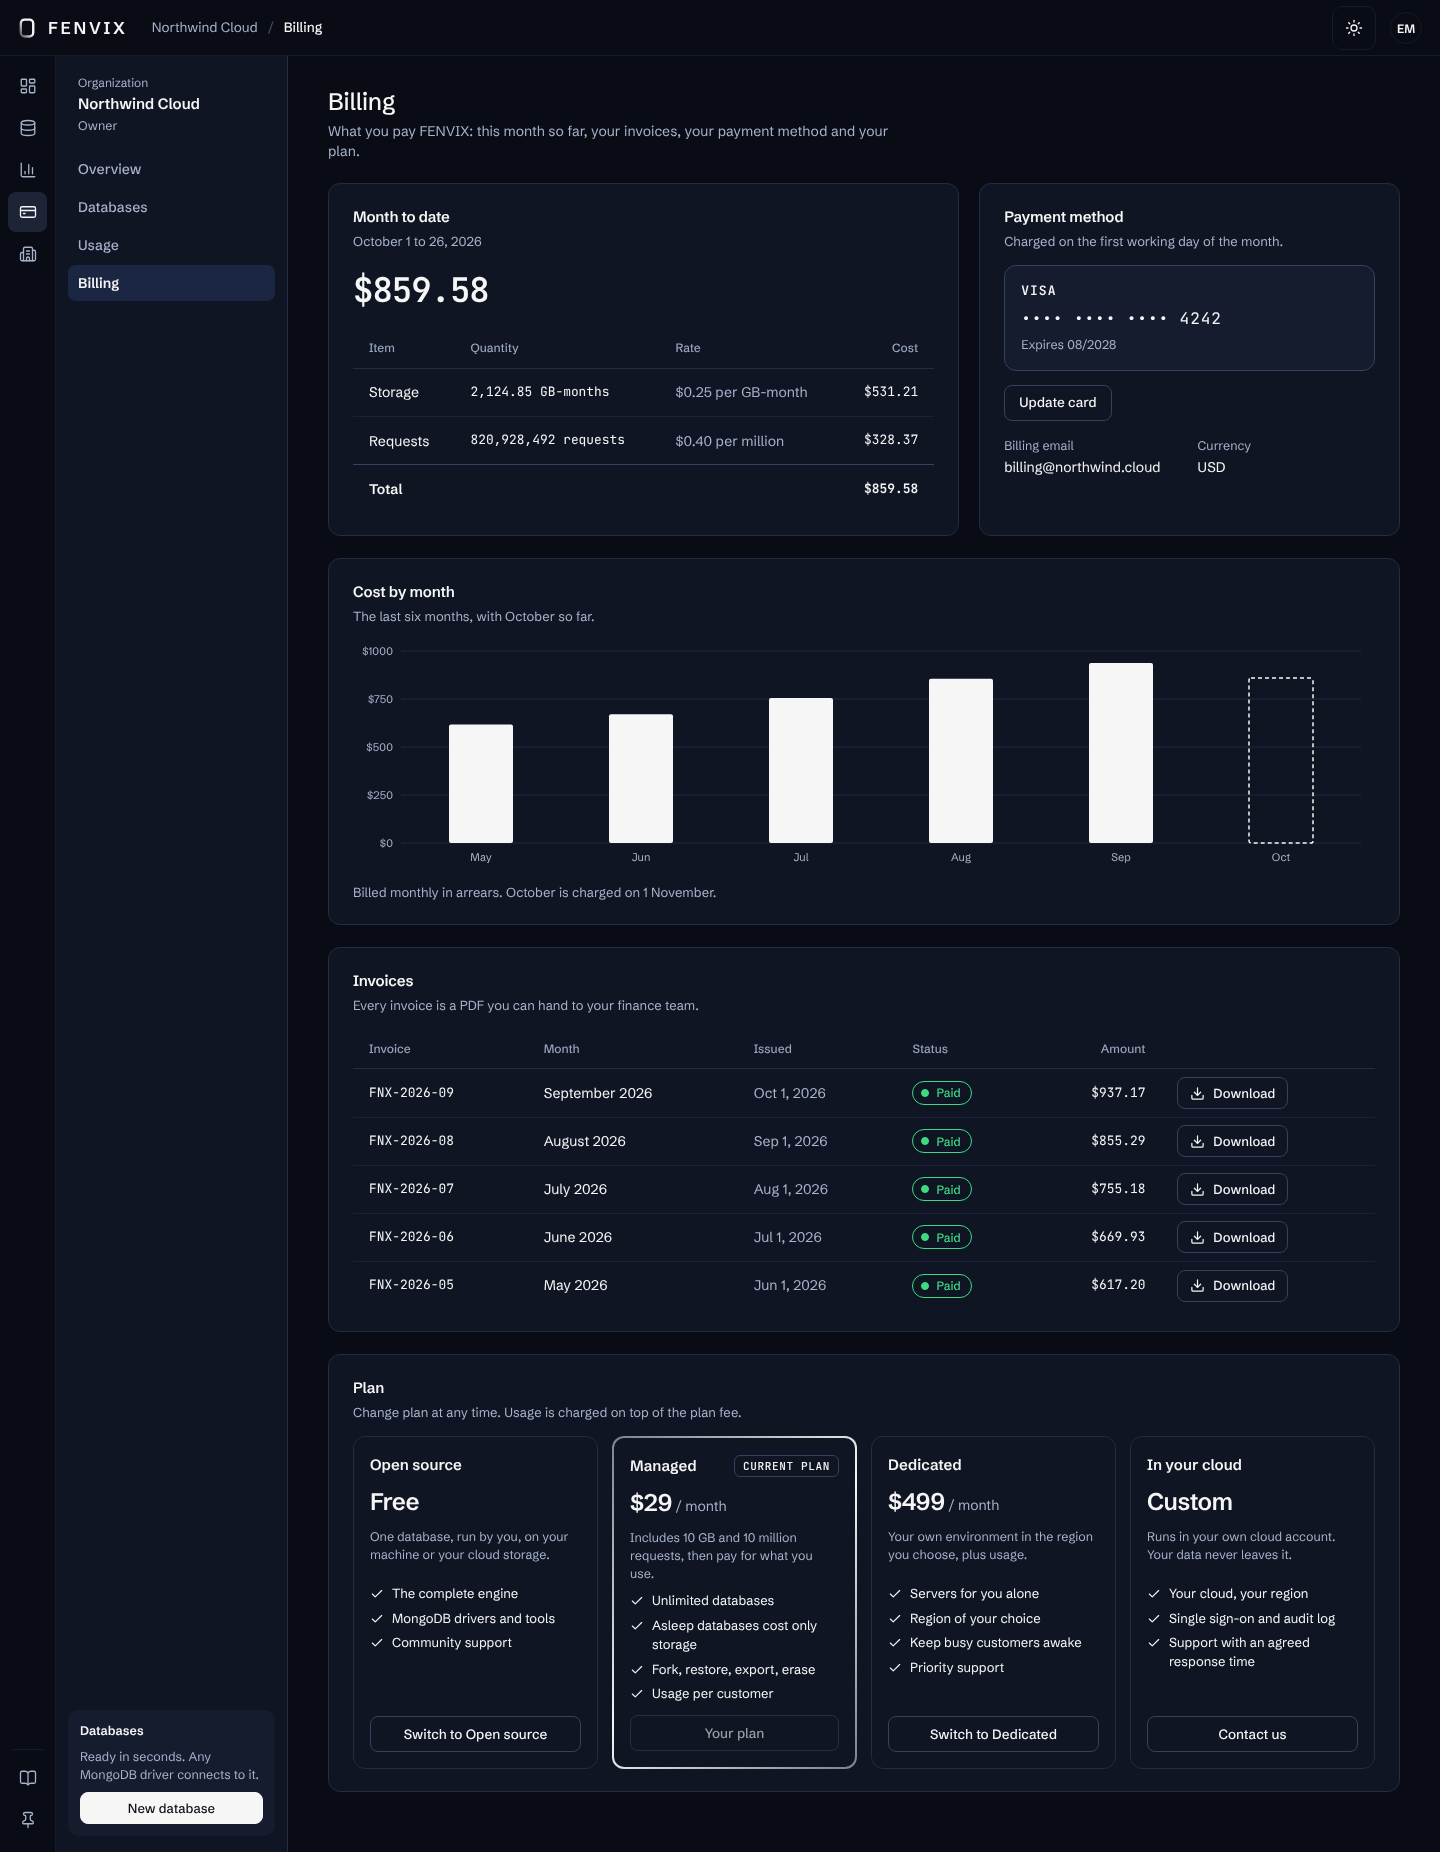 FENVIX
Northwind Cloud / Billing
EM
Organization
Northwind Cloud
Owner
Overview
Databases
Usage
Billing
Databases
Ready in seconds. Any
MongoDB driver connects to it.
New database
Billing
What you pay FENVIX: this month so far, your invoices, your payment method and your
plan.
Month to date
October 1 to 26, 2026
$859.58
Item Quantity Rate Cost
Storage 2,124.85 GB-months $0.25 per GB-month $531.21
Requests 820,928,492 requests $0.40 per million $328.37
Total $859.58
Payment method
Charged on the first working day of the month.
VISA
•••• •••• •••• 4242
Expires 08/2028
Update card
Billing email Currency
billing@northwind.cloud USD
Cost by month
The last six months, with October so far.
$1000
$750
$500
$250
$0
May Jun Jul Aug Sep Oct
Billed monthly in arrears. October is charged on 1 November.
Invoices
Every invoice is a PDF you can hand to your finance team.
Invoice Month Issued Status Amount
FNX-2026-09 September 2026 Oct 1, 2026 Paid $937.17 Download
FNX-2026-08 August 2026 Sep 1, 2026 Paid $855.29 Download
FNX-2026-07 July 2026 Aug 1, 2026 Paid $755.18 Download
FNX-2026-06 June 2026 Jul 1, 2026 Paid $669.93 Download
FNX-2026-05 May 2026 Jun 1, 2026 Paid $617.20 Download
Plan
Change plan at any time. Usage is charged on top of the plan fee.
Open source
Free
One database, run by you, on your
machine or your cloud storage.
The complete engine
MongoDB drivers and tools
Community support
Switch to Open source
Managed CURRENT PLAN
$29 / month
Includes 10 GB and 10 million
requests, then pay for what you
use.
Unlimited databases
Asleep databases cost only
storage
Fork, restore, export, erase
Usage per customer
Your plan
Dedicated
$499 / month
Your own environment in the region
you choose, plus usage.
Servers for you alone
Region of your choice
Keep busy customers awake
Priority support
Switch to Dedicated
In your cloud
Custom
Runs in your own cloud account.
Your data never leaves it.
Your cloud, your region
Single sign-on and audit log
Support with an agreed
response time
Contact us